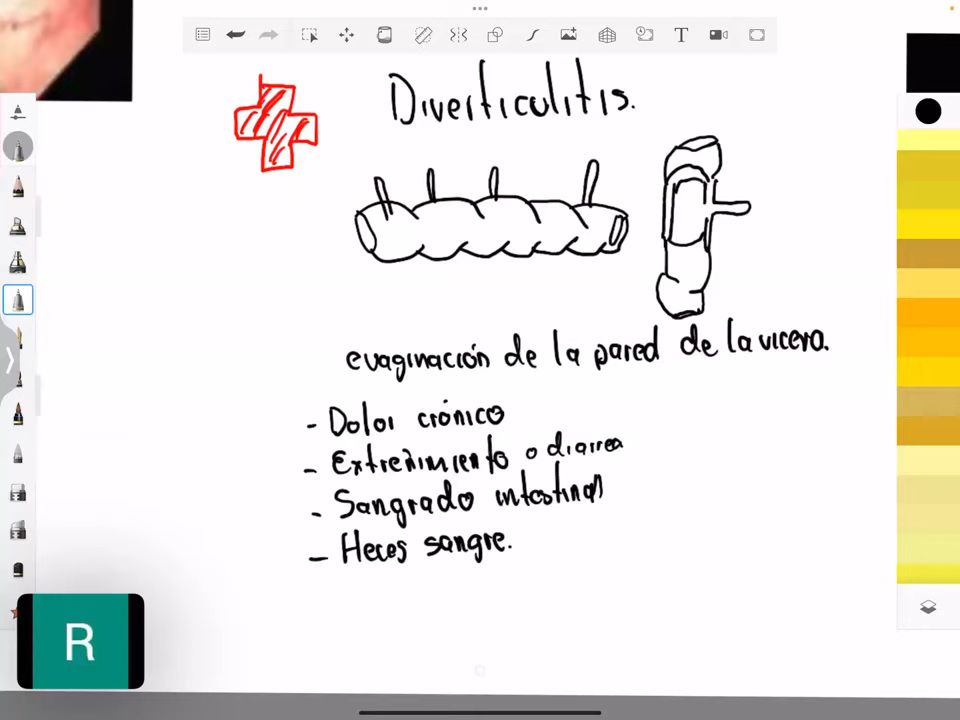 Diverticulitis.
evaginación de la pared de la vicera.
- Dolor crónico
- Extreñimiento o diarrea
- Sangrado intestinal
- Heces sangre.
T
R